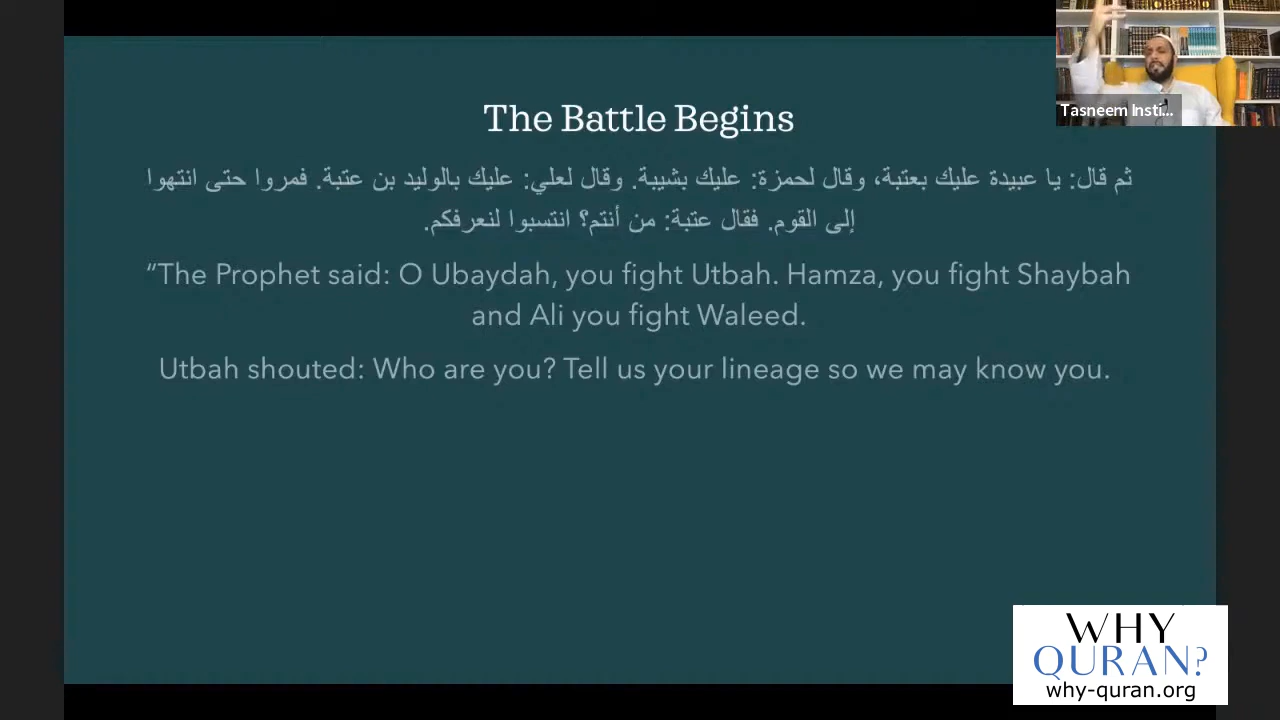 Tasneem Insti...
The Battle Begins
ثم قال: يا عبيدة عليك بعتبة، وقال لحمزة: عليك بشيبة. وقال لعلي: عليك بالوليد بن عتبة. فمروا حتى انتهوا
إلى القوم. فقال عتبة: من أنتم؟ انتسبوا لنعرفكم.
“The Prophet said: O Ubaydah, you fight Utbah. Hamza, you fight Shaybah
and Ali you fight Waleed.
Utbah shouted: Who are you? Tell us your lineage so we may know you.
WHY
QURAN?
why-quran.org